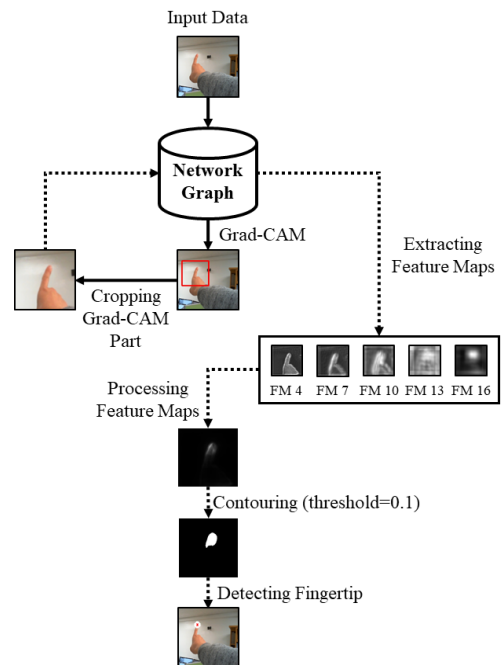 Input Data
Network
Graph
Grad-CAM
Extracting
Feature Maps
Cropping
Grad-CAM
Part
FM 4 FM 7 FM 10 FM 13 FM 16
Processing
Feature Maps
Contouring (threshold=0.1)
Detecting Fingertip